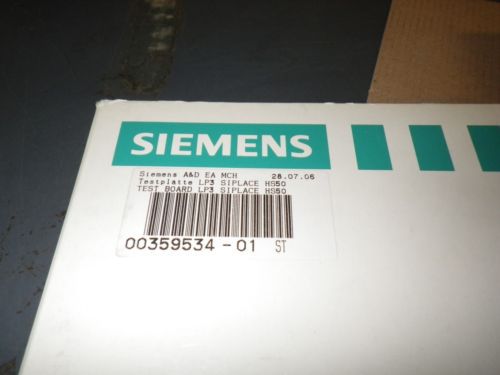 SIEMENS
Siemens A&D EA MCH 28.07.06
Testplatte LP3 SIPLACE HS50
TEST BOARD LP3 SIPLACE HS50
00359534-01 ST